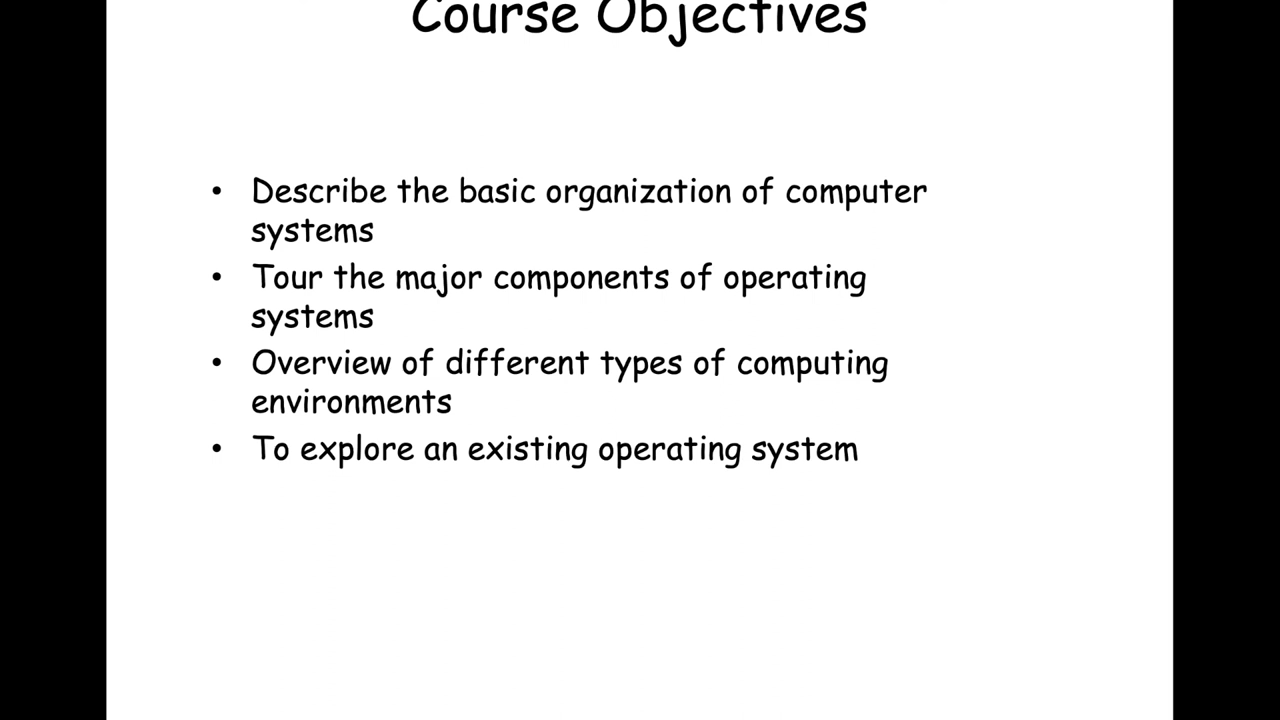 Course Objectives
• Describe the basic organization of computer
systems
• Tour the major components of operating
systems
• Overview of different types of computing
environments
• To explore an existing operating system